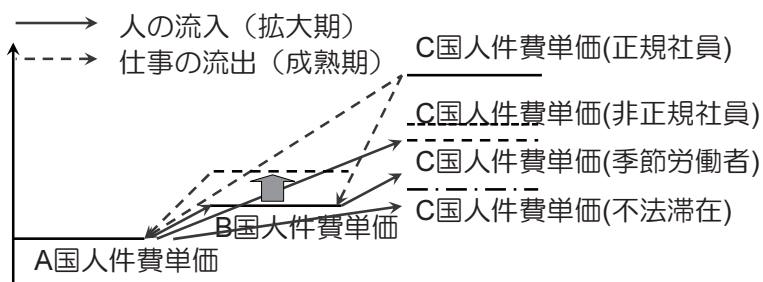 人の流入（拡大期）
仕事の流出（成熟期）
C国人件費単価(正規社員)
C国人件費単価(非正規社員)
C国人件費単価(季節労働者)
C国人件費単価(不法滞在)
B国人件費単価
A国人件費単価